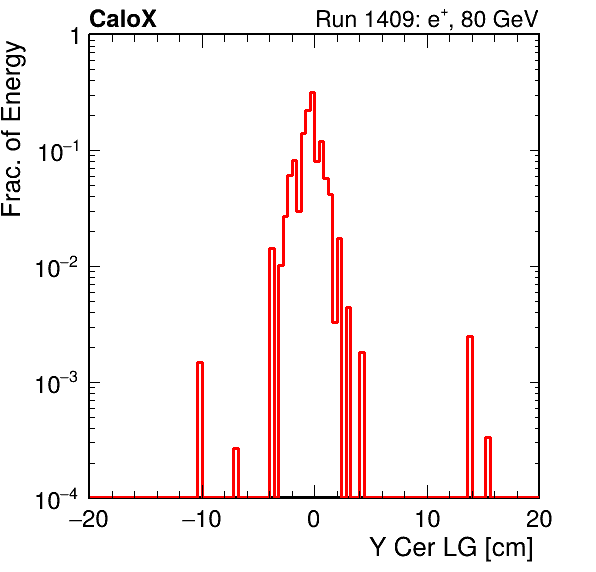 CaloX Run 1409: e⁺, 80 GeV
Frac. of Energy
1
10⁻¹
10⁻²
10⁻³
10⁻⁴
−20 −10 0 10 20
Y Cer LG [cm]